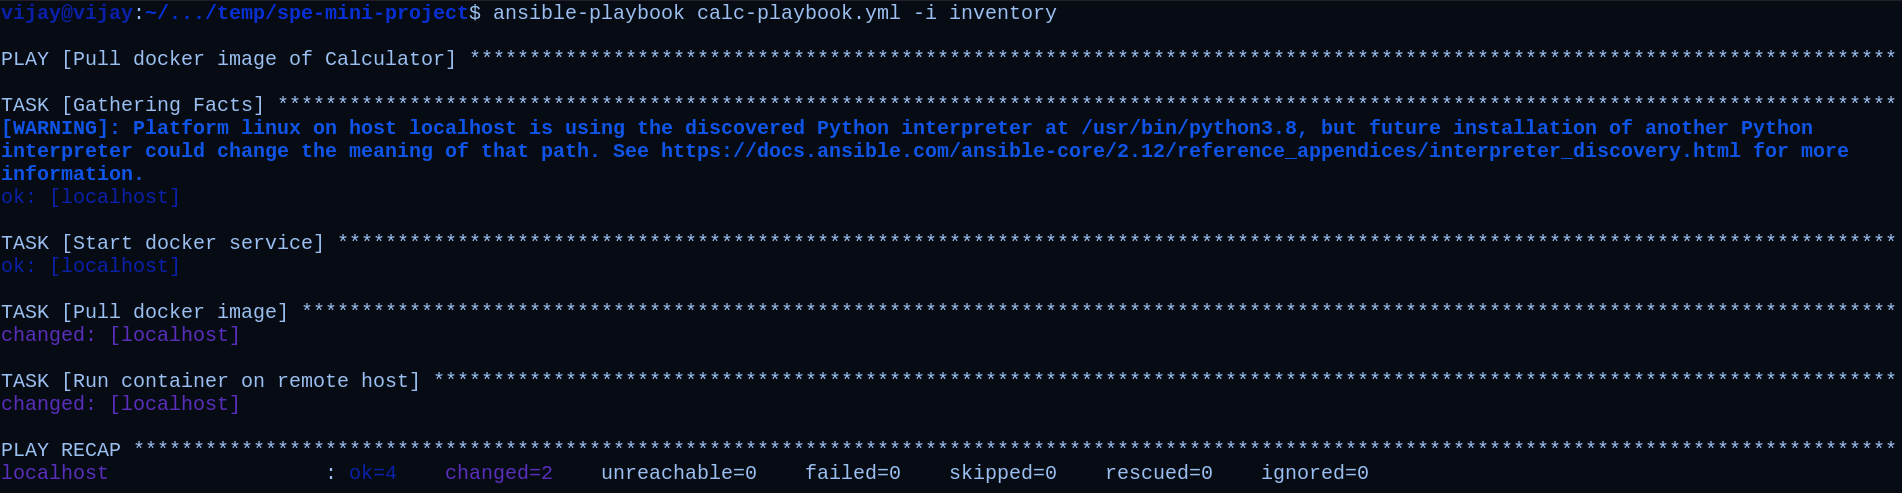 vijay@vijay:~/.../temp/spe-mini-project$ ansible-playbook calc-playbook.yml -i inventory
PLAY [Pull docker image of Calculator] ***********************************************************************************************************************
TASK [Gathering Facts] ***************************************************************************************************************************************
[WARNING]: Platform linux on host localhost is using the discovered Python interpreter at /usr/bin/python3.8, but future installation of another Python
interpreter could change the meaning of that path. See https://docs.ansible.com/ansible-core/2.12/reference_appendices/interpreter_discovery.html for more
information.
ok: [localhost]
TASK [Start docker service] **********************************************************************************************************************************
ok: [localhost]
TASK [Pull docker image] *************************************************************************************************************************************
changed: [localhost]
TASK [Run container on remote host] **************************************************************************************************************************
changed: [localhost]
PLAY RECAP ***************************************************************************************************************************************************
localhost                  : ok=4    changed=2    unreachable=0    failed=0    skipped=0    rescued=0    ignored=0